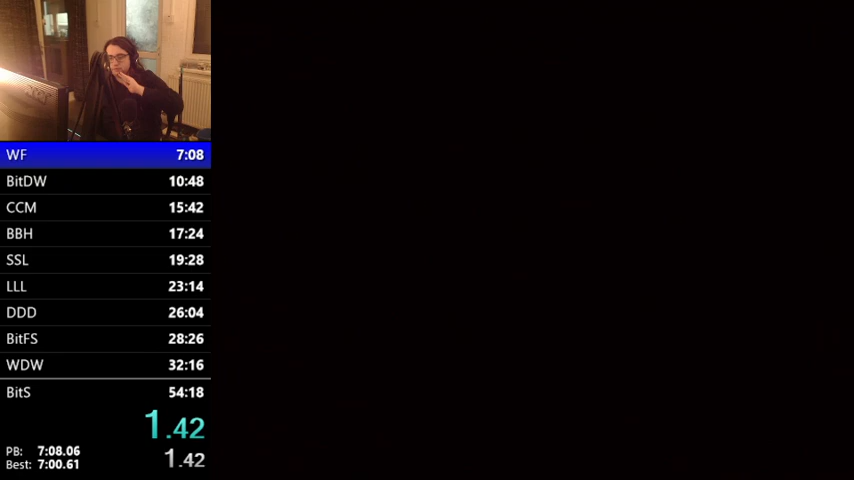 WF 7:08
BitDW 10:48
CCM 15:42
BBH 17:24
SSL 19:28
LLL 23:14
DDD 26:04
BitFS 28:26
WDW 32:16
BitS 54:18
1.42
PB: 7:08.06
Best: 7:00.61
1.42